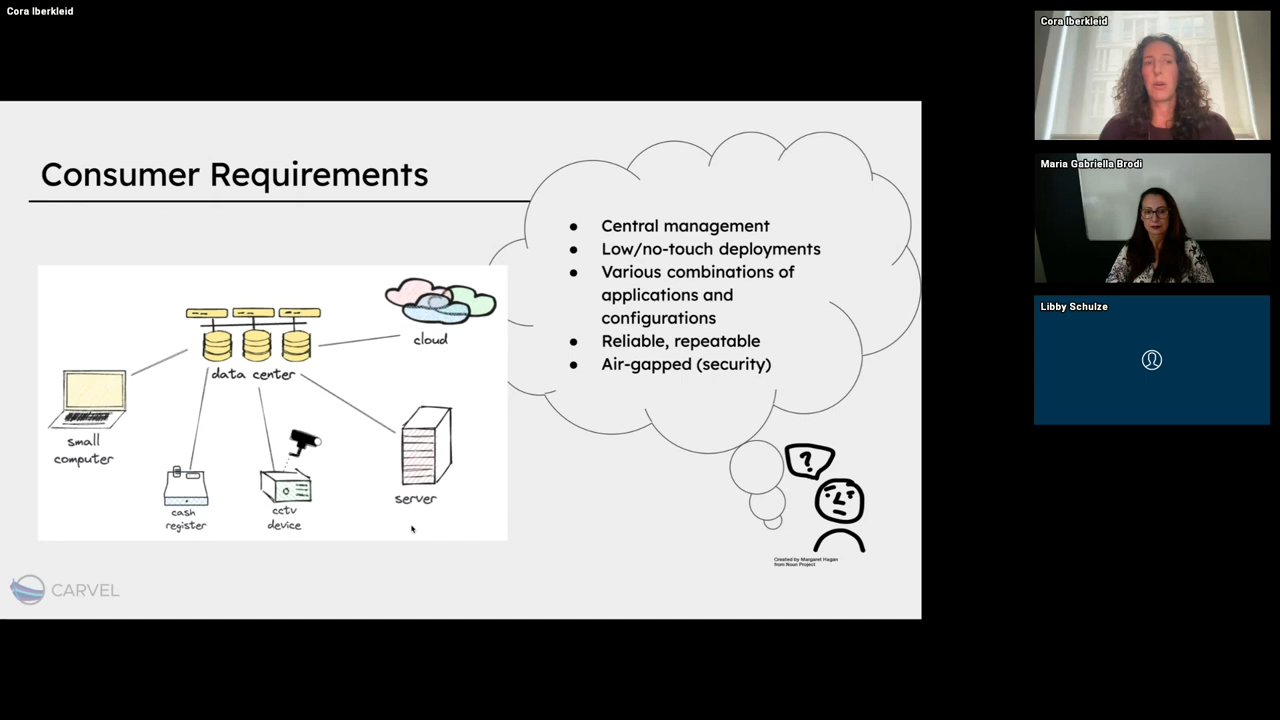 Cora Iberkleid
Consumer Requirements
● Central management
● Low/no-touch deployments
● Various combinations of
applications and
configurations
● Reliable, repeatable
● Air-gapped (security)
cloud
data center
small
computer
cash
register
cctv
device
server
?
Created by Margaret Hagan
from Noun Project
CARVEL
Cora Iberkleid
Maria Gabriella Brodi
Libby Schulze